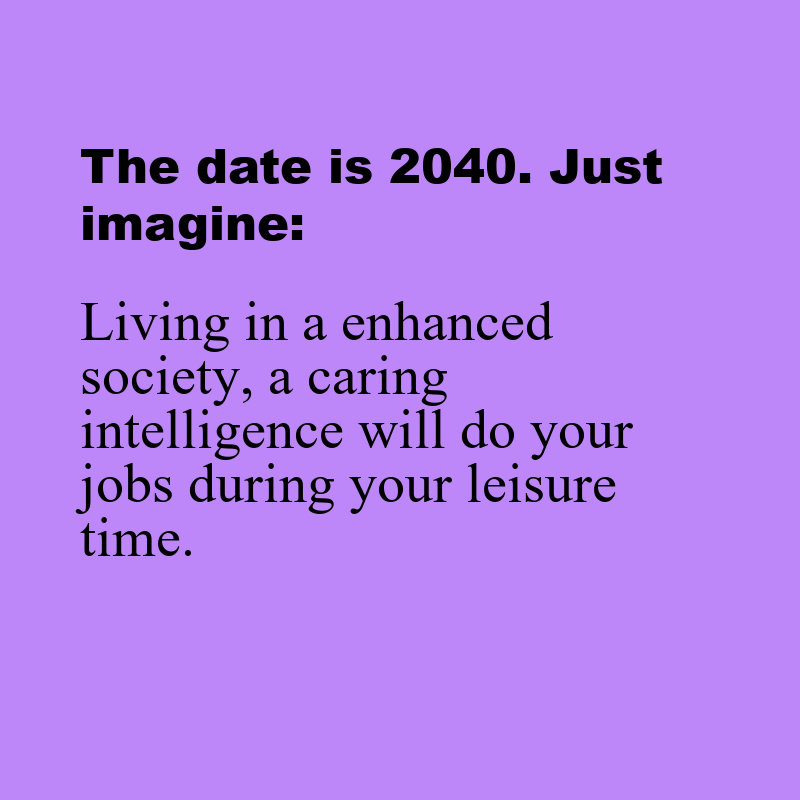 The date is 2040. Just
imagine:
Living in a enhanced
society, a caring
intelligence will do your
jobs during your leisure
time.